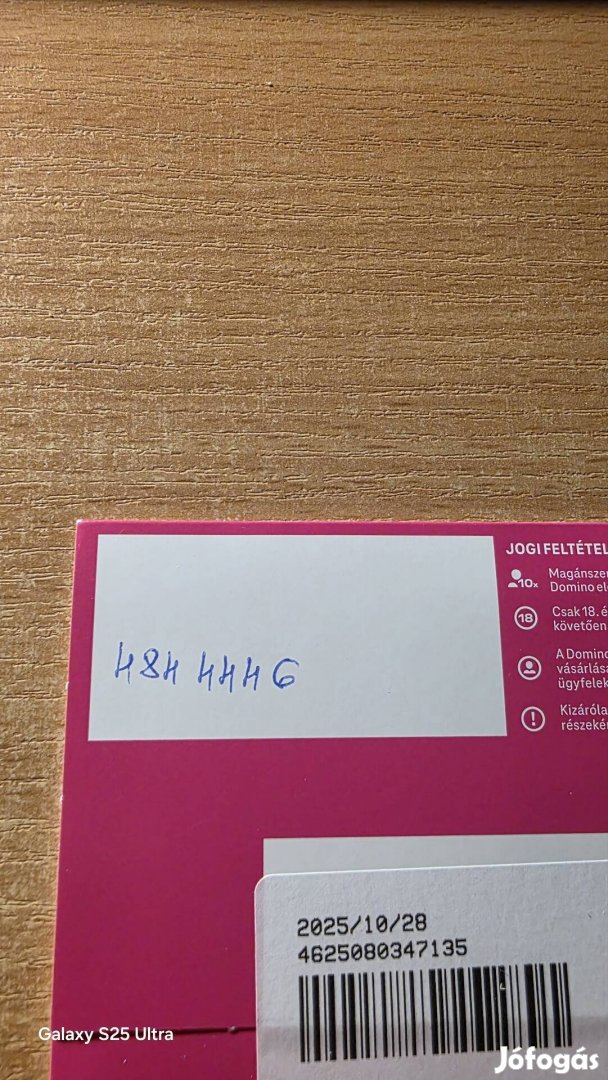 484 4446
JOGI FELTÉTEL
10x
Magánszer
Domino el
18
Csak 18. é
követően
A Domino
vásárlása
ügyfelek
Kizáróla
részeké
2025/10/28
4625080347135
Galaxy S25 Ultra
Jófogás